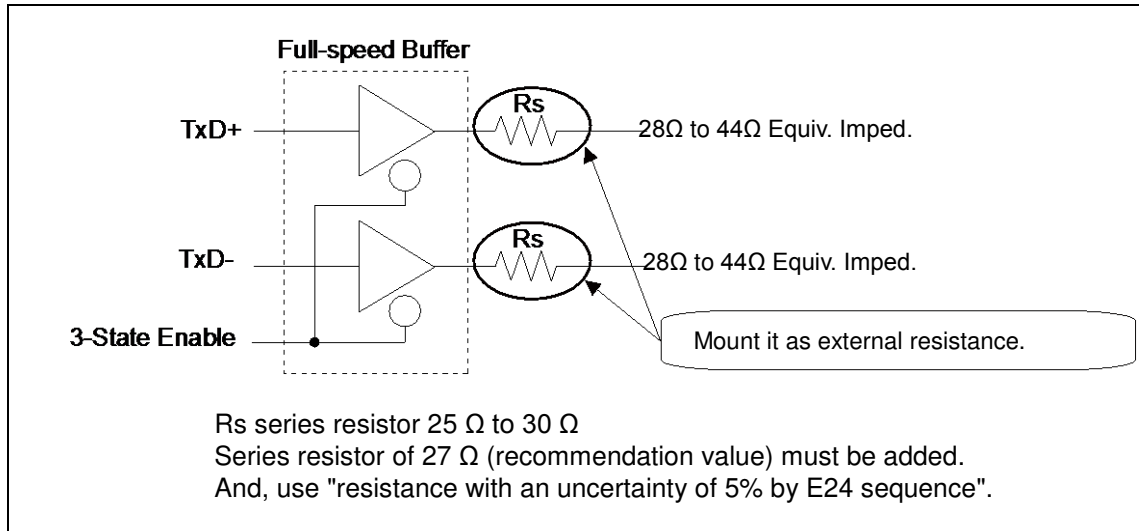 Full-speed Buffer
Rs
TxD+
28Ω to 44Ω Equiv. Imped.
Rs
TxD-
28Ω to 44Ω Equiv. Imped.
3-State Enable
Mount it as external resistance.
Rs series resistor 25 Ω to 30 Ω
Series resistor of 27 Ω (recommendation value) must be added.
And, use "resistance with an uncertainty of 5% by E24 sequence".